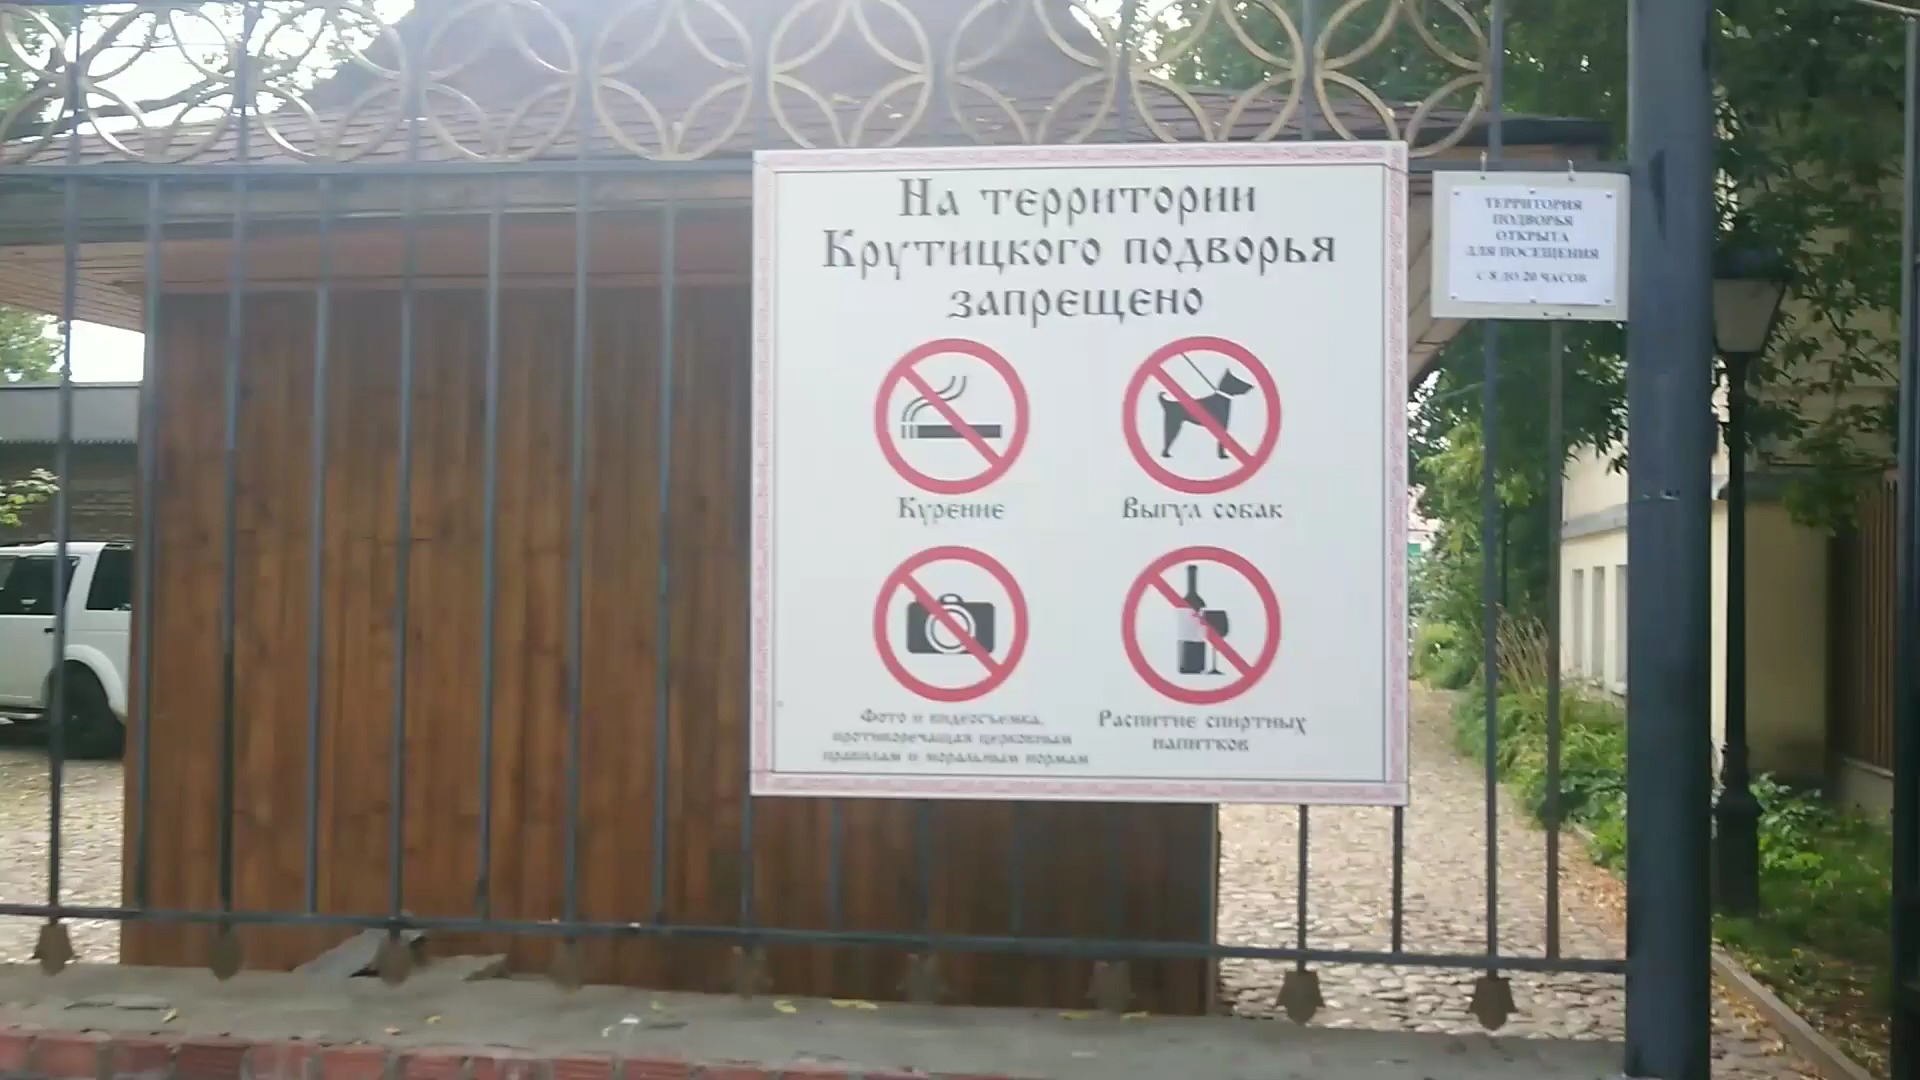 На территории
Крутицкого подворья
запрещено
Курение
Выгул собак
Фото и видеосъемка,
противоречащая церковным
правилам и моральным нормам
Распитие спиртных
напитков
ТЕРРИТОРИЯ
ПОДВОРЬЯ
ОТКРЫТА
ДЛЯ ПОСЕЩЕНИЯ
С 8 ДО 20 ЧАСОВ